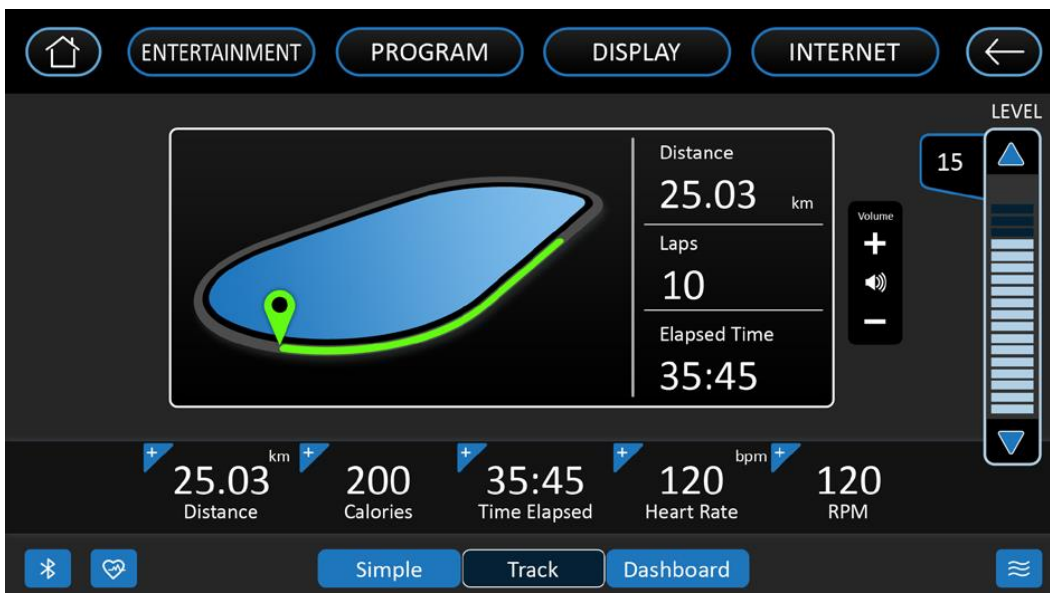 ENTERTAINMENT PROGRAM DISPLAY INTERNET
LEVEL
15
Distance
25.03 km
Laps
10
Elapsed Time
35:45
Volume
+
−
+ + + + +
km bpm
25.03 200 35:45 120 120
Distance Calories Time Elapsed Heart Rate RPM
Simple Track Dashboard